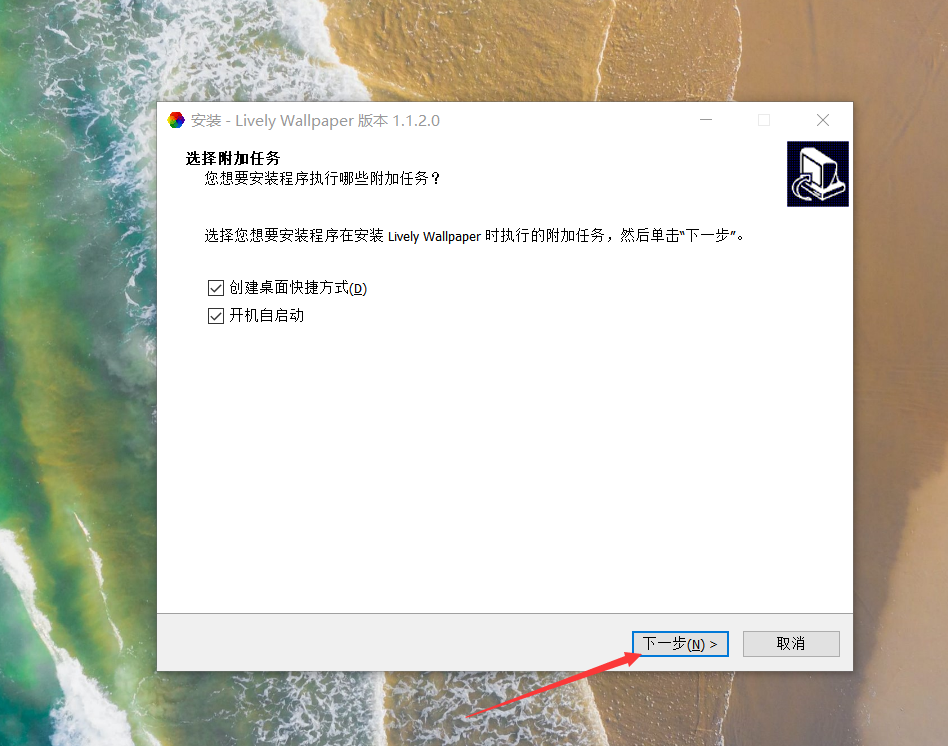 安装 - Lively Wallpaper 版本 1.1.2.0
选择附加任务
您想要安装程序执行哪些附加任务？
选择您想要安装程序在安装 Lively Wallpaper 时执行的附加任务，然后单击“下一步”。
创建桌面快捷方式(D)
开机自启动
下一步(N) >
取消